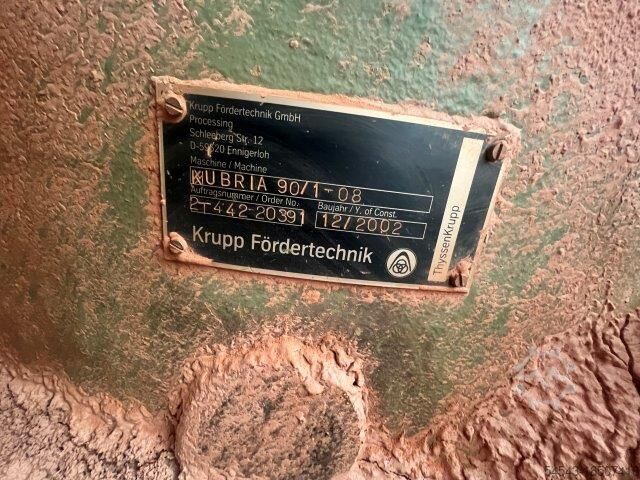 Krupp Fördertechnik GmbH
Processing
Schleeberg Str. 12
D-59320 Ennigerloh
Maschine / Machine
KUBRIA 90/1-08
Auftragsnummer / Order No. Baujahr / Y. of Const.
2-442-20391 12/2002
Krupp Fördertechnik
ThyssenKrupp